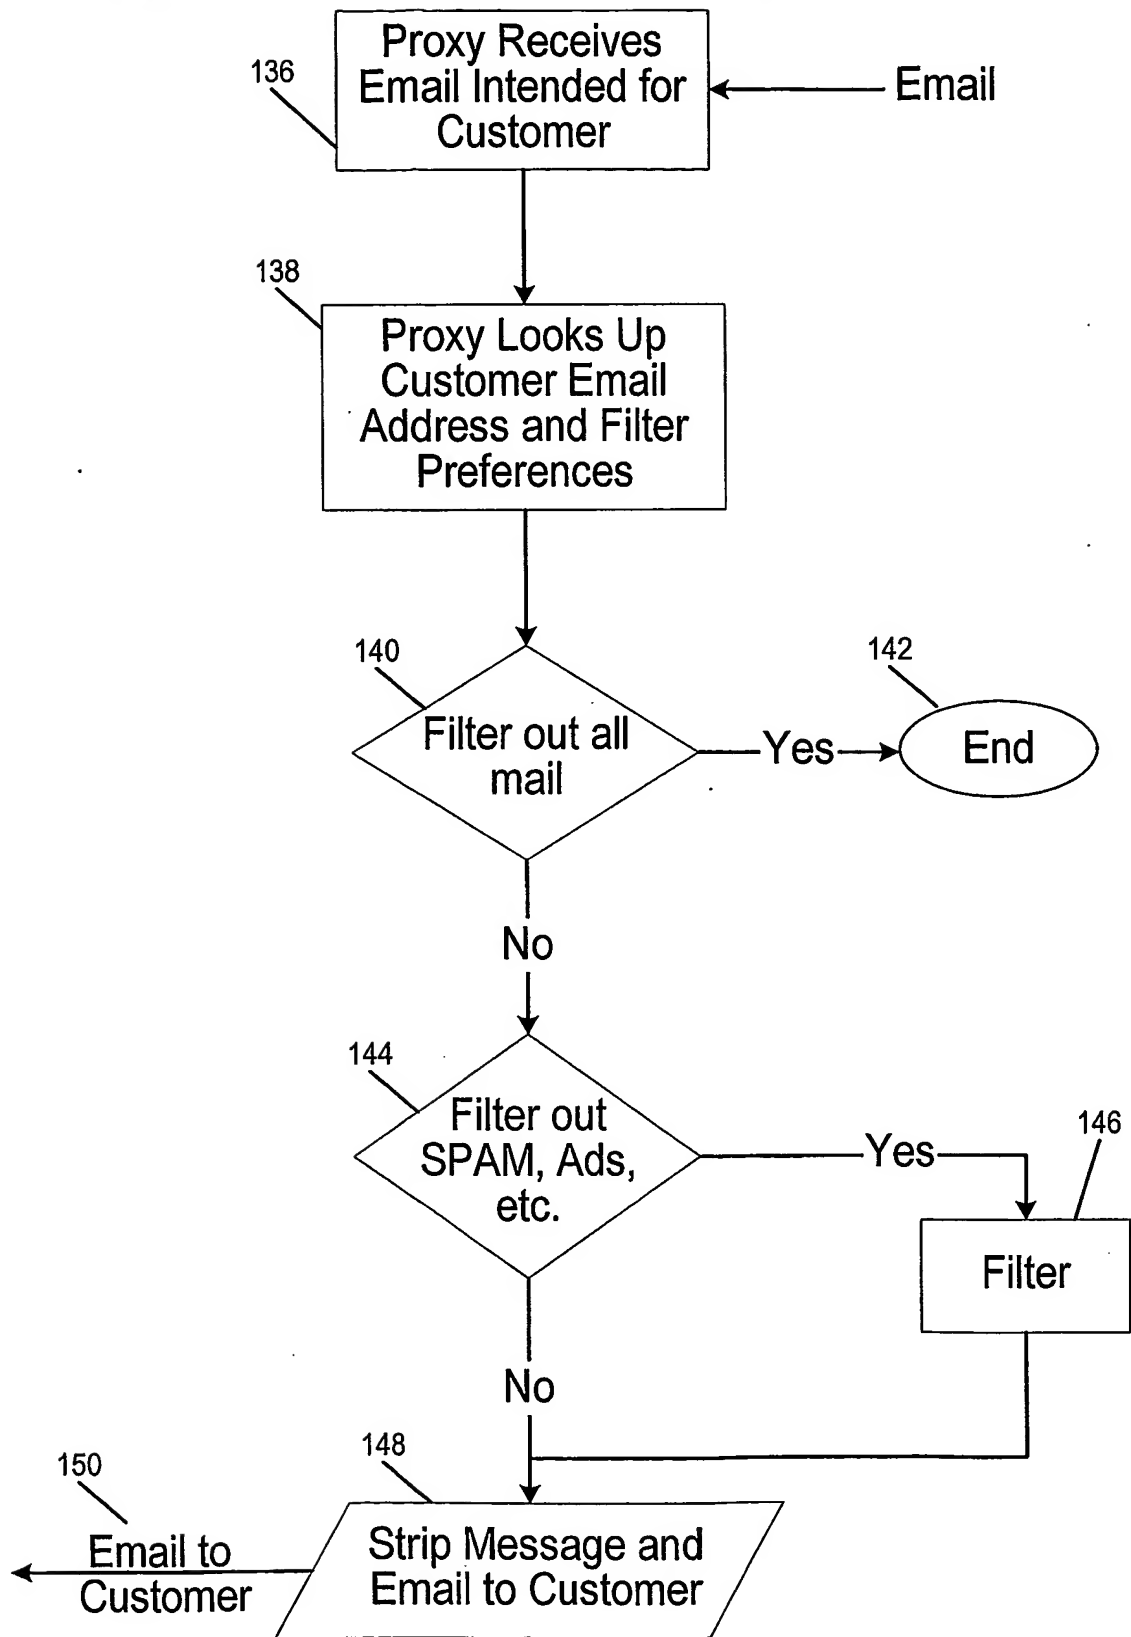 136
Proxy Receives
Email Intended for
Customer
Email
138
Proxy Looks Up
Customer Email
Address and Filter
Preferences
140
Filter out all
mail
Yes
142
End
No
144
Filter out
SPAM, Ads,
etc.
Yes
146
Filter
No
148
Strip Message and
Email to Customer
150
Email to
Customer